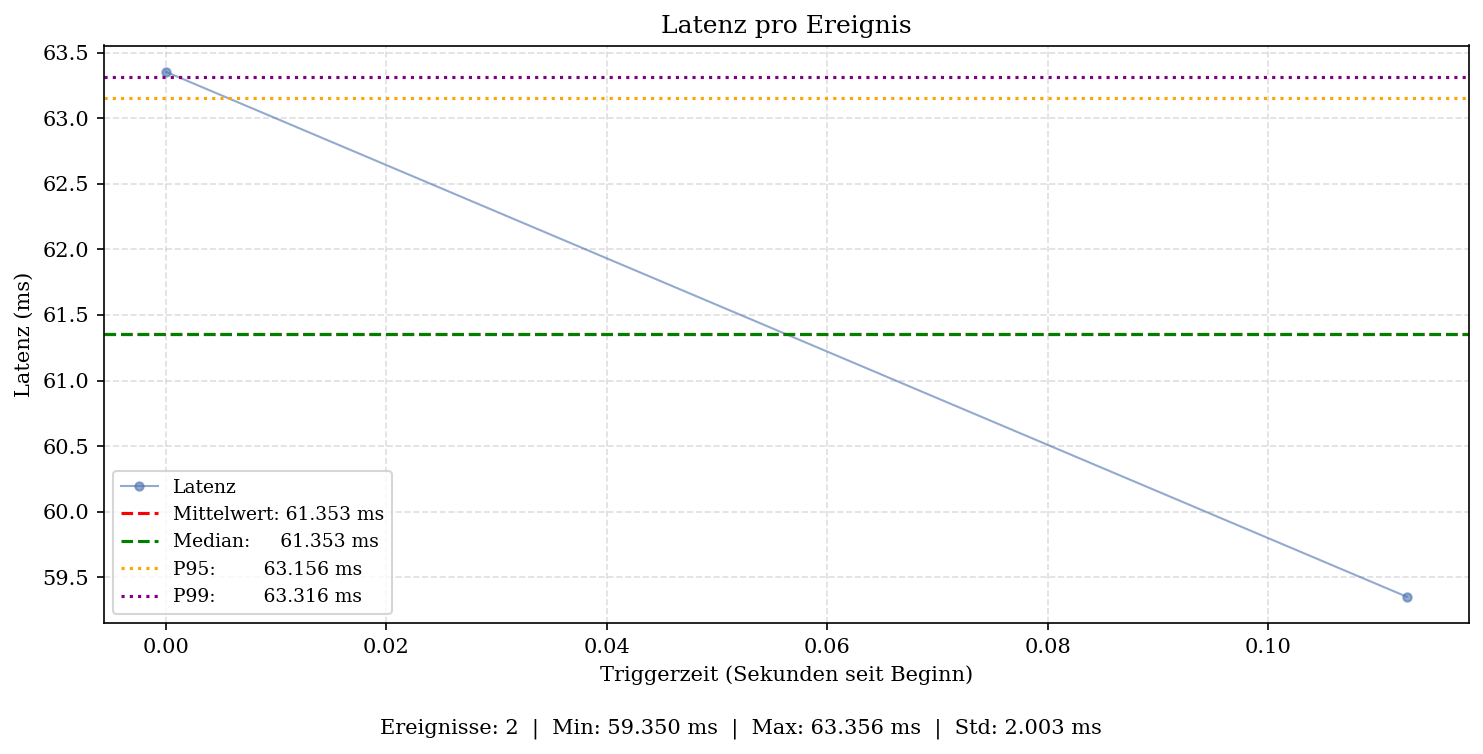 Latenz pro Ereignis
63.5
63.0
62.5
62.0
61.5
61.0
60.5
60.0
59.5
Latenz (ms)
Latenz
Mittelwert: 61.353 ms
Median: 61.353 ms
P95: 63.156 ms
P99: 63.316 ms
0.00 0.02 0.04 0.06 0.08 0.10
Triggerzeit (Sekunden seit Beginn)
Ereignisse: 2 | Min: 59.350 ms | Max: 63.356 ms | Std: 2.003 ms